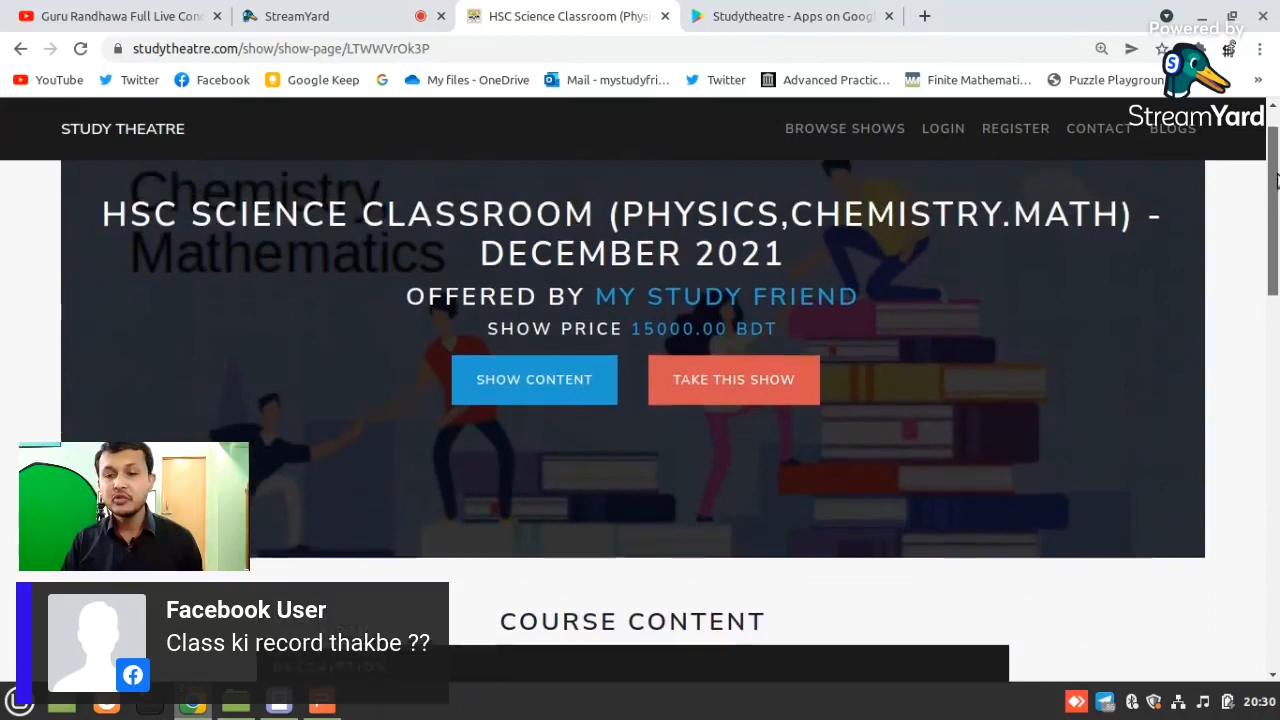 Guru Randhawa Full Live Conc
StreamYard
HSC Science Classroom (Physi
Studytheatre - Apps on Googl
studytheatre.com/show/show-page/LTWWVrOk3P
Powered by
StreamYard
YouTube
Twitter
Facebook
Google Keep
My files - OneDrive
Mail - mystudyfri...
Twitter
Advanced Practic...
Finite Mathemati...
Puzzle Playgroun
STUDY THEATRE
BROWSE SHOWS
LOGIN
REGISTER
CONTACT
BLOGS
Chemistry
Mathematics
HSC SCIENCE CLASSROOM (PHYSICS,CHEMISTRY.MATH) -
DECEMBER 2021
OFFERED BY MY STUDY FRIEND
SHOW PRICE 15000.00 BDT
SHOW CONTENT
TAKE THIS SHOW
COURSE CONTENT
Facebook User
Class ki record thakbe ??
20:30